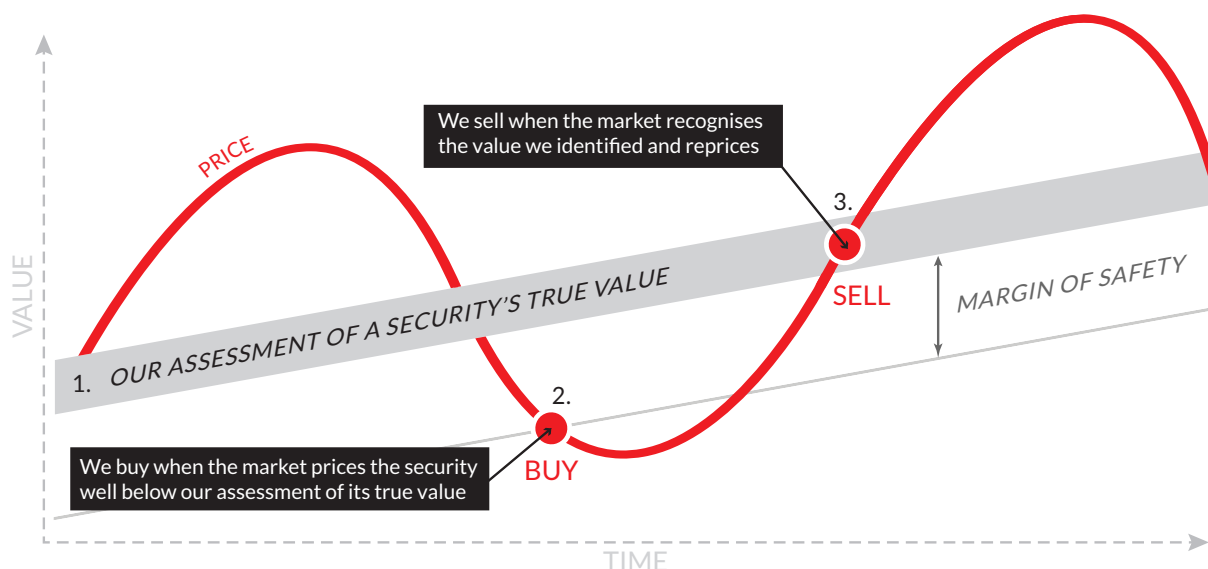 VALUE
PRICE
We sell when the market recognises
the value we identified and reprices
3.
SELL
MARGIN OF SAFETY
1. OUR ASSESSMENT OF A SECURITY’S TRUE VALUE
2.
BUY
We buy when the market prices the security
well below our assessment of its true value
TIME